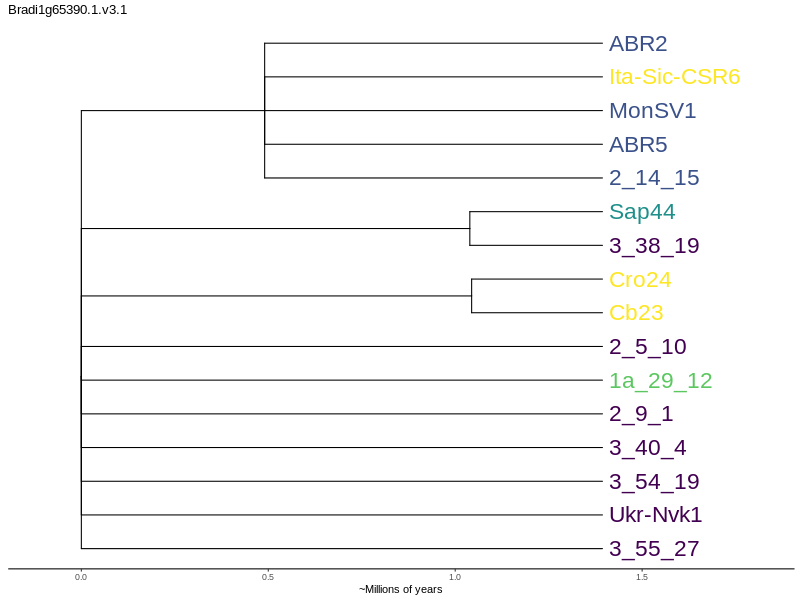 Bradi1g65390.1.v3.1
ABR2
Ita-Sic-CSR6
MonSV1
ABR5
2_14_15
Sap44
3_38_19
Cro24
Cb23
2_5_10
1a_29_12
2_9_1
3_40_4
3_54_19
Ukr-Nvk1
3_55_27
0.0 0.5 1.0 1.5
~Millions of years